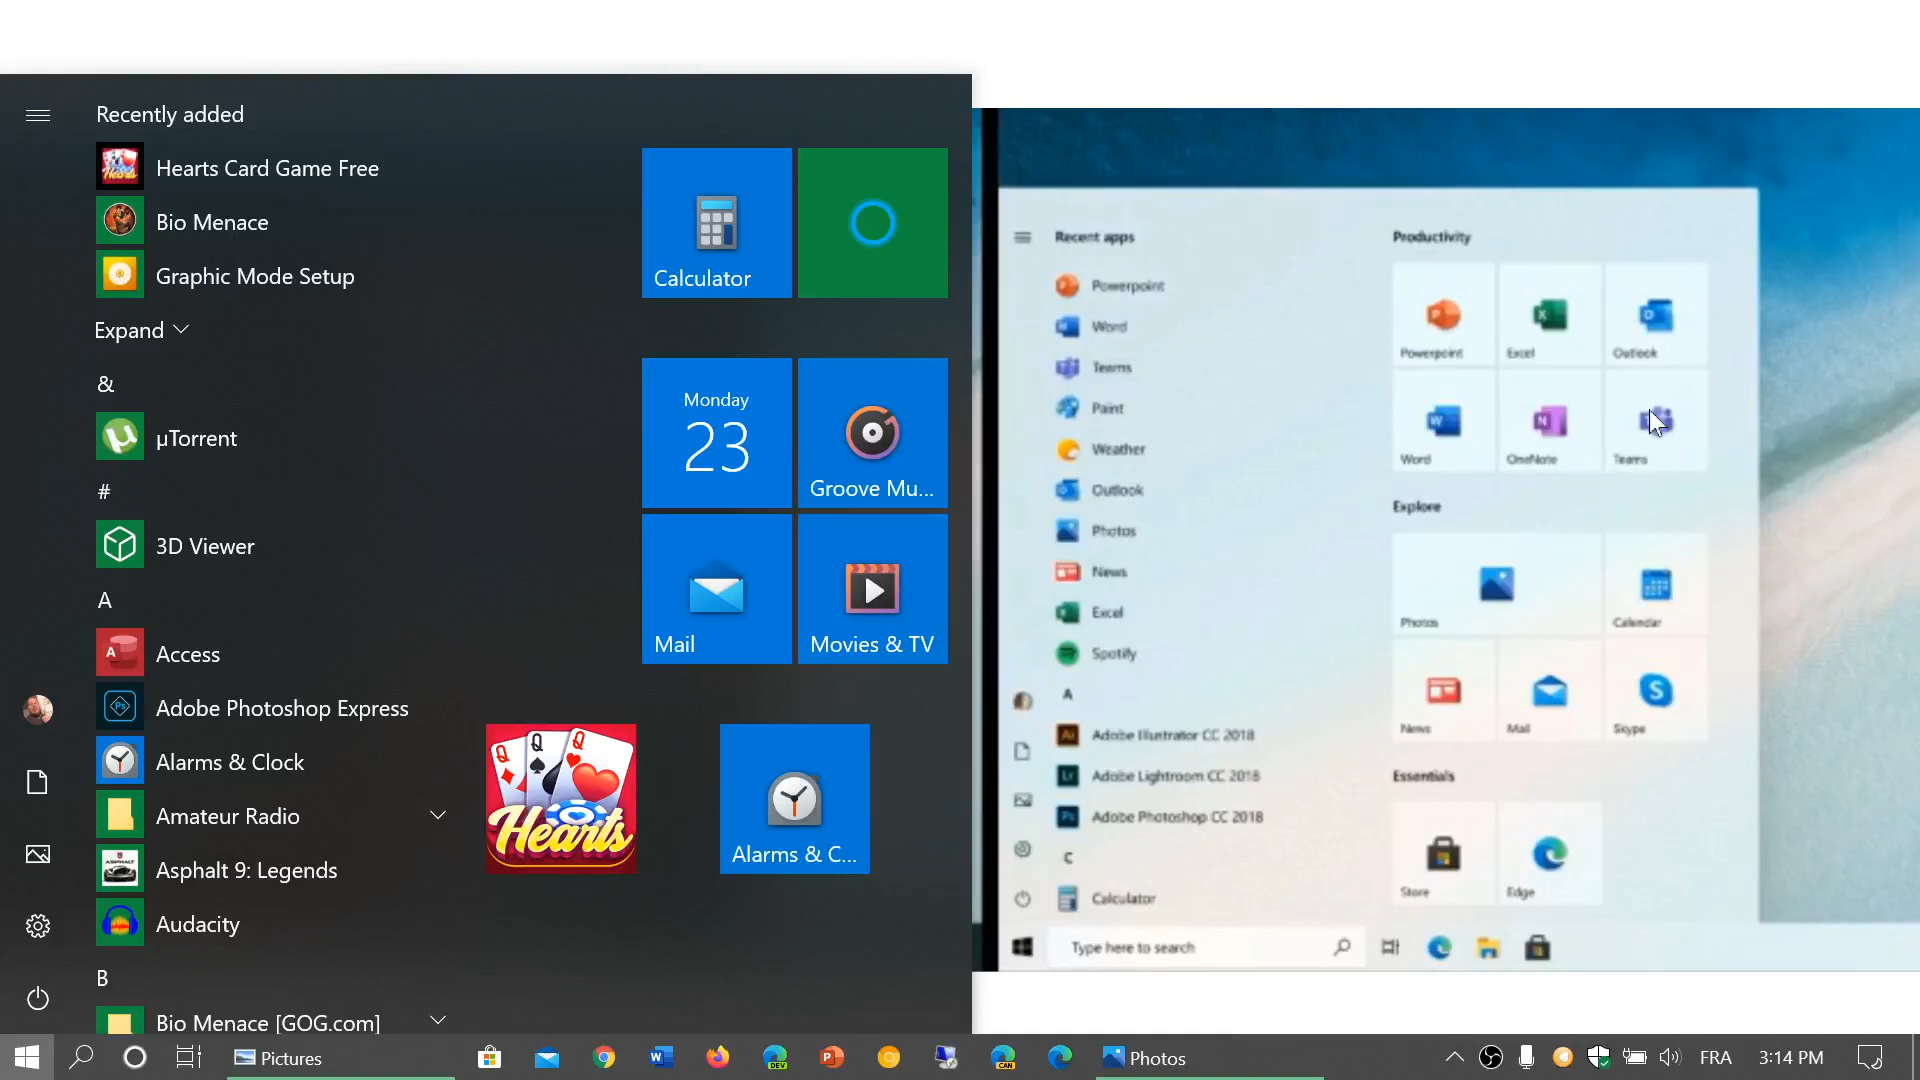 Recently added
Hearts Card Game Free
Bio Menace
Graphic Mode Setup
Expand
&
µTorrent
#
3D Viewer
A
Access
Adobe Photoshop Express
Alarms & Clock
Amateur Radio
Asphalt 9: Legends
Audacity
B
Bio Menace [GOG.com]
Calculator
Monday
23
Groove Mu...
Mail
Movies & TV
Hearts
Alarms & C...
Recent apps
Powerpoint
Word
Teams
Paint
Weather
Outlook
Photos
News
Excel
Spotify
A
Adobe Illustrator CC 2018
Adobe Lightroom CC 2018
Adobe Photoshop CC 2018
C
Calculator
Productivity
Powerpoint
Excel
Outlook
Word
OneNote
Teams
Explore
Photos
Calendar
News
Mail
Skype
Essentials
Store
Edge
Type here to search
Pictures
DEV
CAN
Photos
FRA
3:14 PM